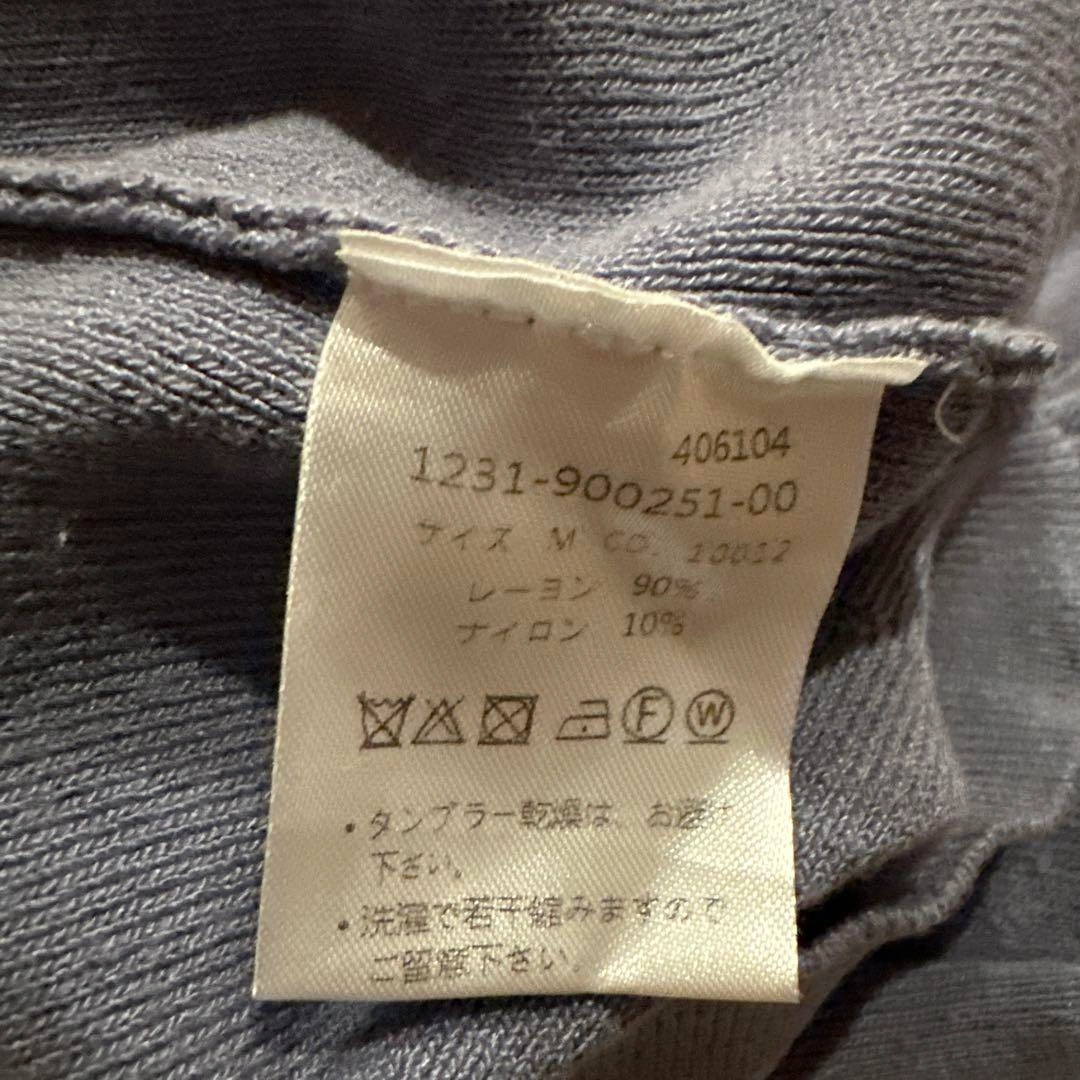 406104
1231-900251-00
サイズ M CO. 10012
レーヨン 90%
ナイロン 10%
F W
・タンブラー乾燥は、お避け
下さい。
・洗濯で若干縮みますので
ご留意下さい。